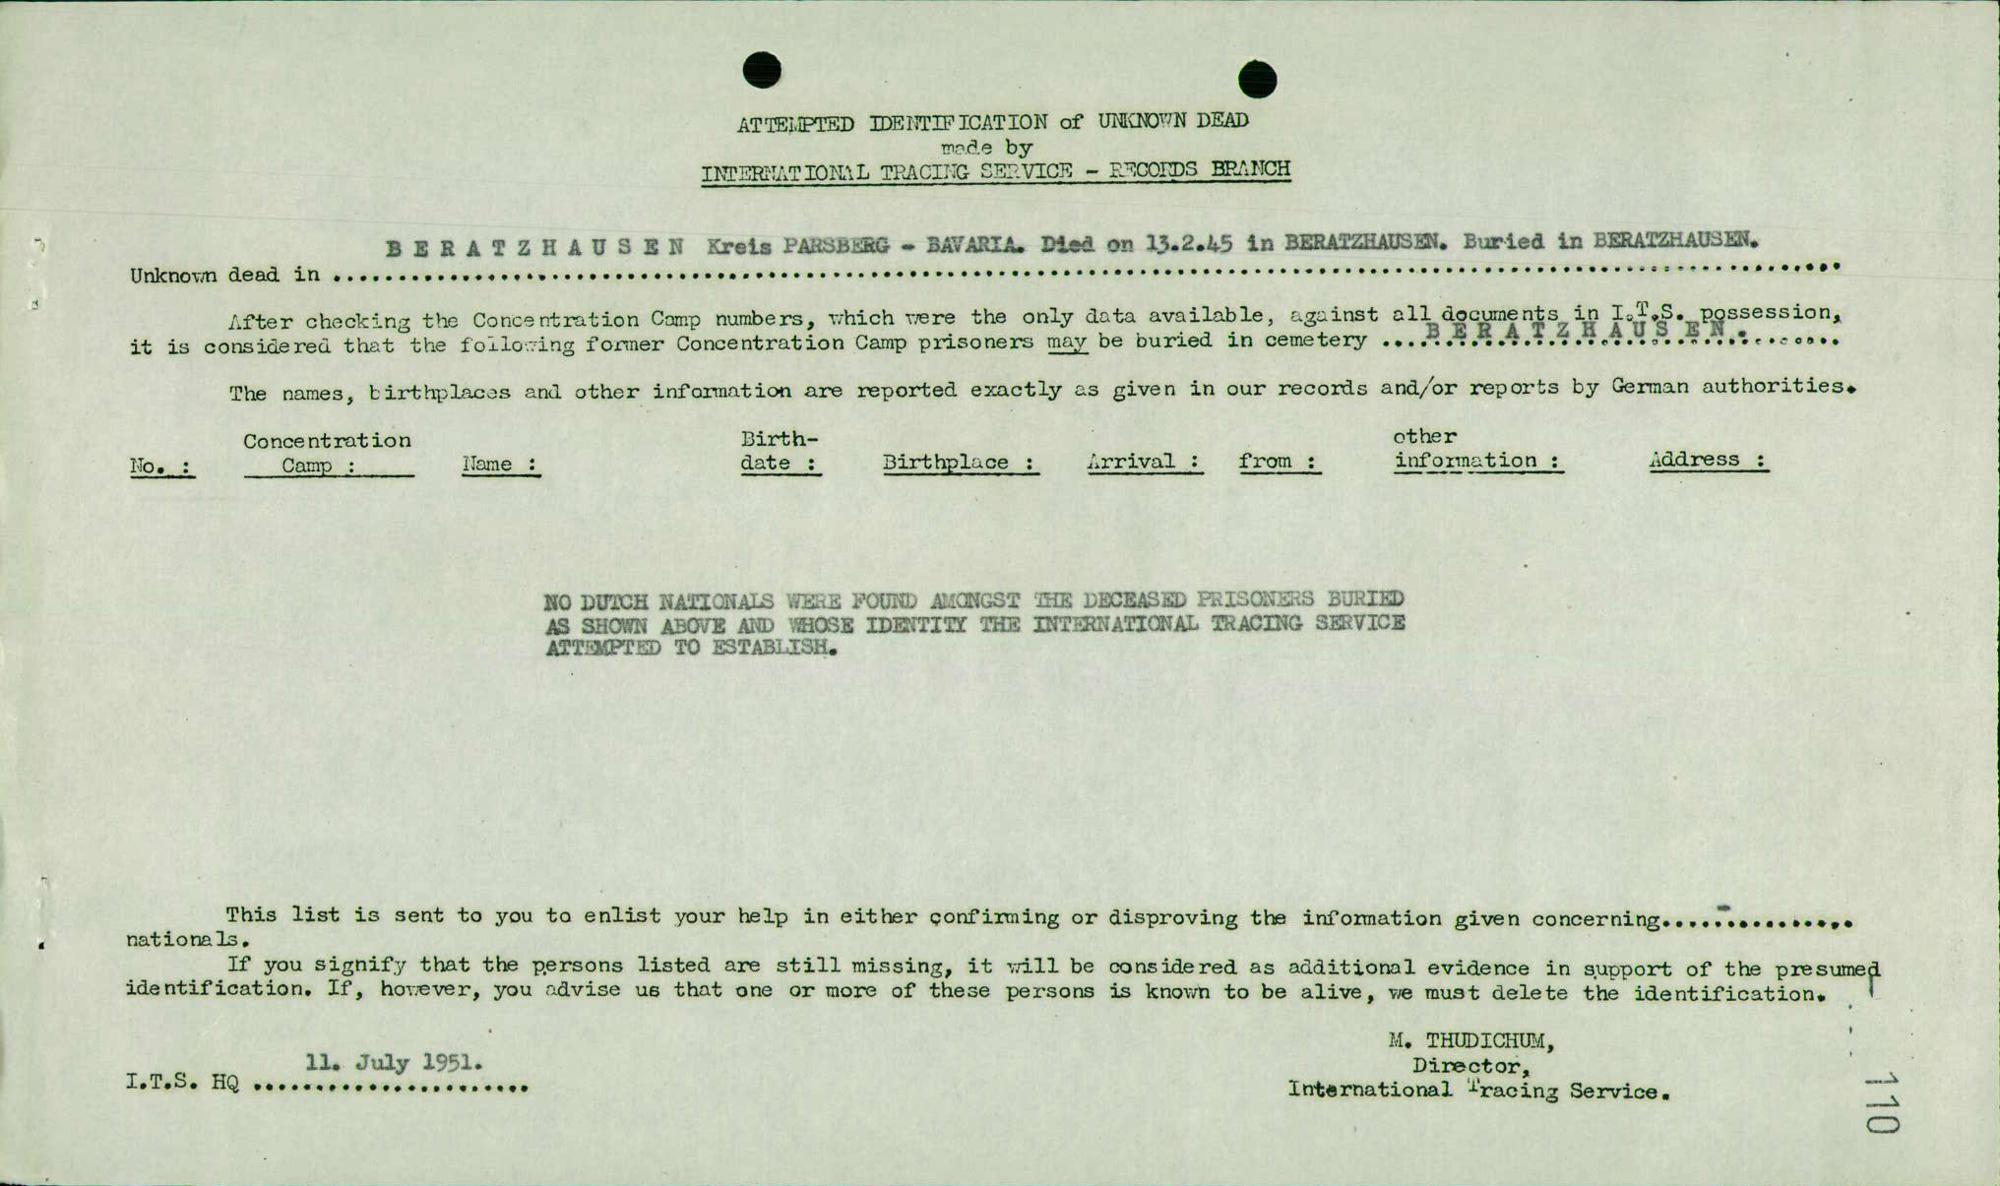 ATTEMPTED IDENTIFICATION of UNKNOWN DEAD
made by
INTERNATIONAL TRACING SERVICE - RECORDS BRANCH
B E R A T Z H A U S E N Kreis PARSBERG - BAVARIA. Died on 13.2.45 in BERATZHAUSEN. Buried in BERATZHAUSEN.
Unknown dead in ........................................................................................................
After checking the Concentration Camp numbers, which were the only data available, against all documents in I.T.S. possession,
it is considered that the following former Concentration Camp prisoners may be buried in cemetery ....B E R A T Z H A U S E N.........
The names, birthplaces and other information are reported exactly as given in our records and/or reports by German authorities.
Concentration Birth- other
No. : Camp : Name : date : Birthplace : Arrival : from : information : Address :
NO DUTCH NATIONALS WERE FOUND AMONGST THE DECEASED PRISONERS BURIED
AS SHOWN ABOVE AND WHOSE IDENTITY THE INTERNATIONAL TRACING SERVICE
ATTEMPTED TO ESTABLISH.
This list is sent to you to enlist your help in either confirming or disproving the information given concerning................
nationals.
If you signify that the persons listed are still missing, it will be considered as additional evidence in support of the presumed
identification. If, however, you advise us that one or more of these persons is known to be alive, we must delete the identification.
M. THUDICHUM,
Director,
International Tracing Service.
11. July 1951.
I.T.S. HQ ......................
110